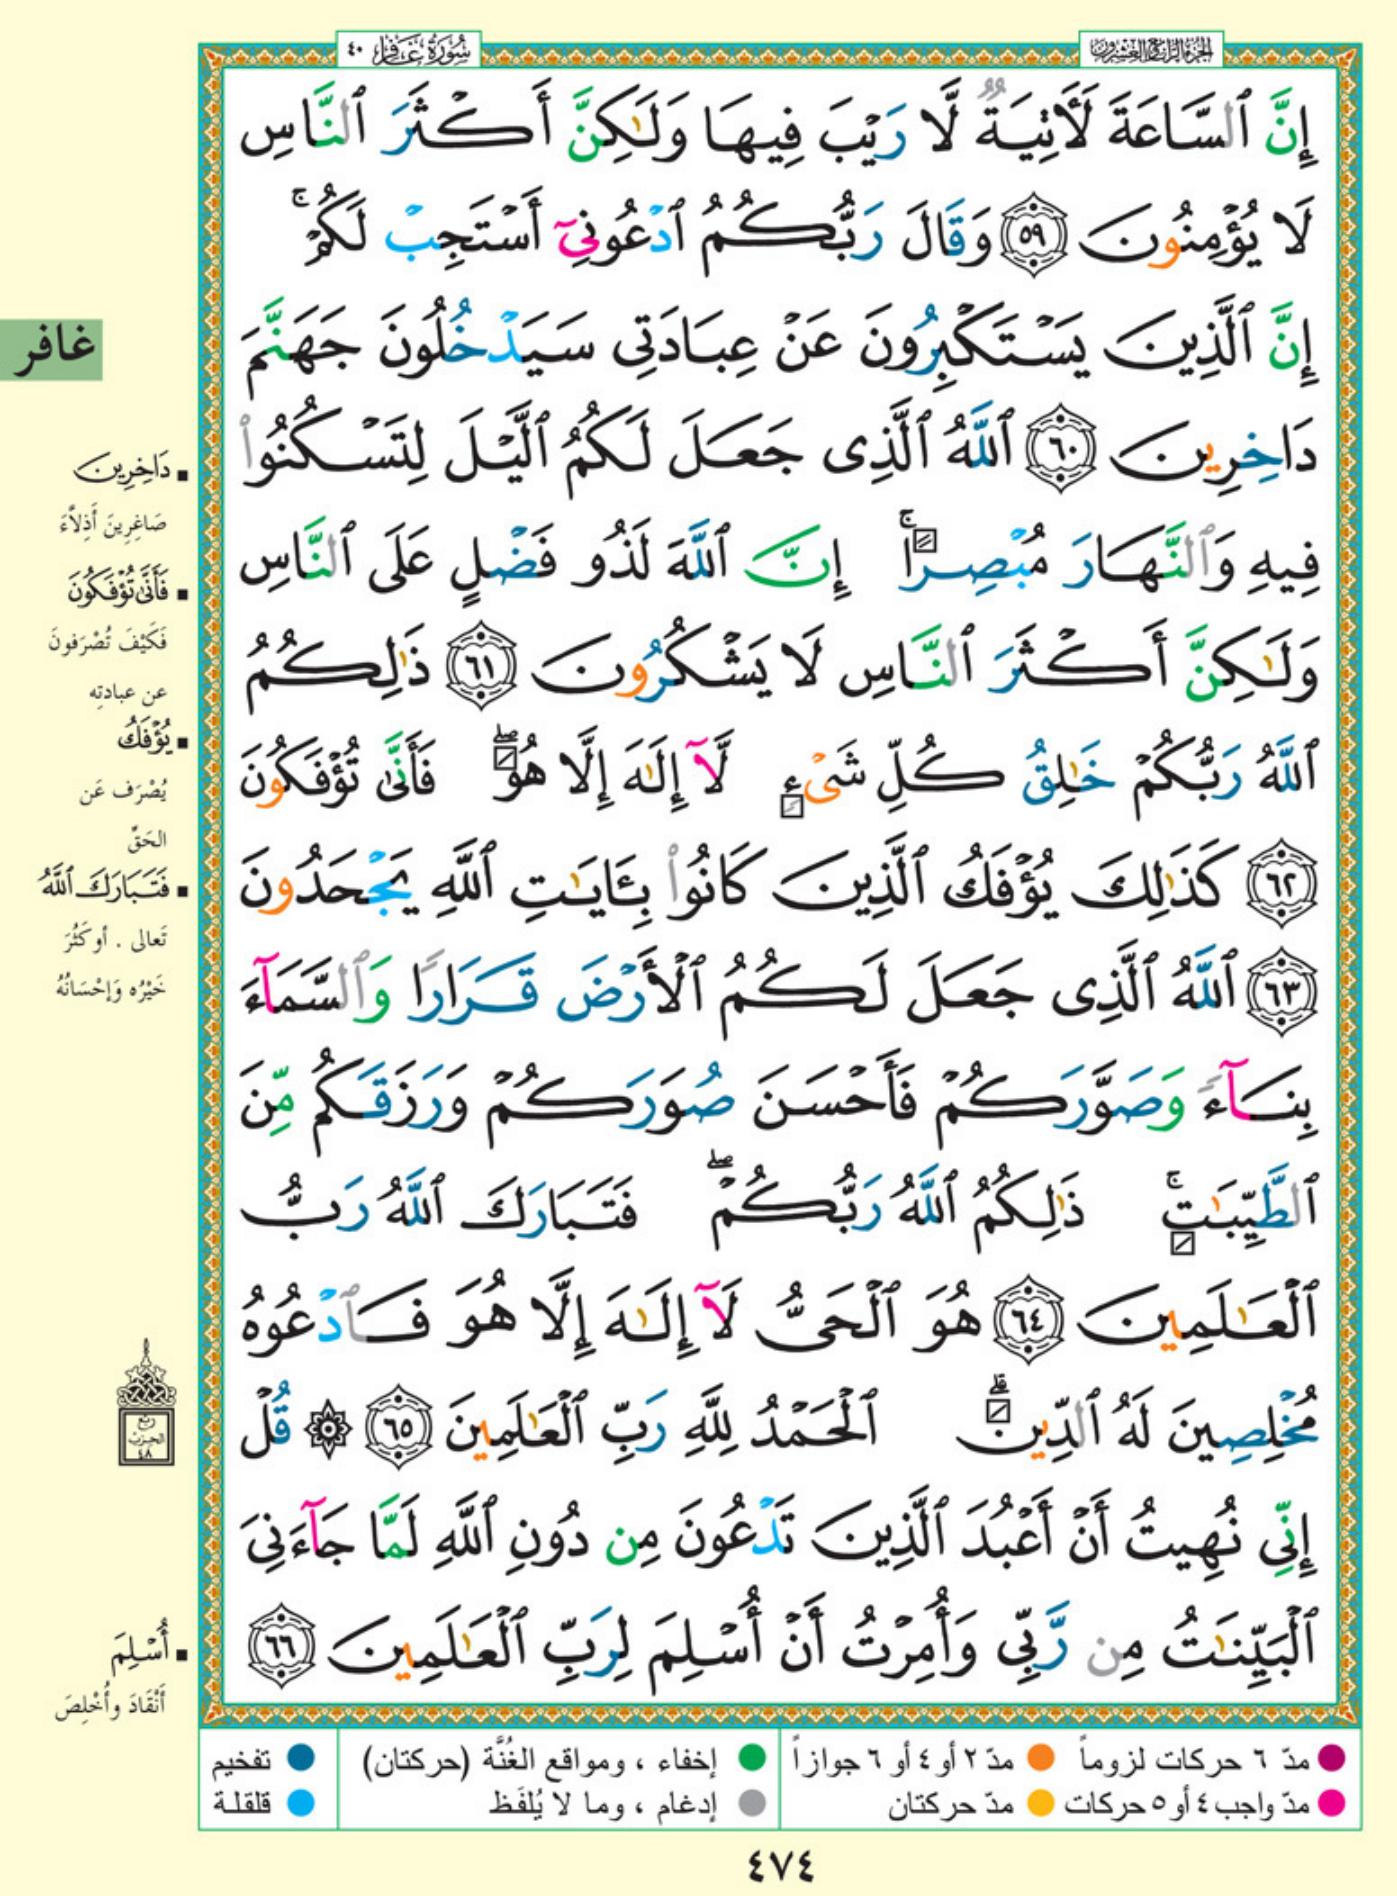 الجزء الرابع والعشرون
سُورَةُ غَافِر ٤٠
إِنَّ ٱلسَّاعَةَ لَـَٔاتِيَةٌ لَّا رَيْبَ فِيهَا وَلَـٰكِنَّ أَكْثَرَ ٱلنَّاسِ
لَا يُؤْمِنُونَ ٥٩ وَقَالَ رَبُّكُمُ ٱدْعُونِىٓ أَسْتَجِبْ لَكُمْ ۚ
إِنَّ ٱلَّذِينَ يَسْتَكْبِرُونَ عَنْ عِبَادَتِى سَيَدْخُلُونَ جَهَنَّمَ
دَاخِرِينَ ٦٠ ٱللَّهُ ٱلَّذِى جَعَلَ لَكُمُ ٱلَّيْلَ لِتَسْكُنُوا۟
فِيهِ وَٱلنَّهَارَ مُبْصِرًا ۚ إِنَّ ٱللَّهَ لَذُو فَضْلٍ عَلَى ٱلنَّاسِ
وَلَـٰكِنَّ أَكْثَرَ ٱلنَّاسِ لَا يَشْكُرُونَ ٦١ ذَٰلِكُمُ
ٱللَّهُ رَبُّكُمْ خَـٰلِقُ كُلِّ شَىْءٍ لَّآ إِلَـٰهَ إِلَّا هُوَ ۖ فَأَنَّىٰ تُؤْفَكُونَ
٦٢ كَذَٰلِكَ يُؤْفَكُ ٱلَّذِينَ كَانُوا۟ بِـَٔايَـٰتِ ٱللَّهِ يَجْحَدُونَ
٦٣ ٱللَّهُ ٱلَّذِى جَعَلَ لَكُمُ ٱلْأَرْضَ قَرَارًا وَٱلسَّمَآءَ
بِنَآءً وَصَوَّرَكُمْ فَأَحْسَنَ صُوَرَكُمْ وَرَزَقَكُم مِّنَ
ٱلطَّيِّبَـٰتِ ۚ ذَٰلِكُمُ ٱللَّهُ رَبُّكُمْ ۖ فَتَبَارَكَ ٱللَّهُ رَبُّ
ٱلْعَـٰلَمِينَ ٦٤ هُوَ ٱلْحَىُّ لَآ إِلَـٰهَ إِلَّا هُوَ فَٱدْعُوهُ
مُخْلِصِينَ لَهُ ٱلدِّينَ ۗ ٱلْحَمْدُ لِلَّهِ رَبِّ ٱلْعَـٰلَمِينَ ٦٥ ۞ قُلْ
إِنِّى نُهِيتُ أَنْ أَعْبُدَ ٱلَّذِينَ تَدْعُونَ مِن دُونِ ٱللَّهِ لَمَّا جَآءَنِىَ
ٱلْبَيِّنَـٰتُ مِن رَّبِّى وَأُمِرْتُ أَنْ أُسْلِمَ لِرَبِّ ٱلْعَـٰلَمِينَ ٦٦
غافر
دَاخِرِينَ
صَاغِرِينَ أَذِلاَّءَ
فَأَنَّىٰ تُؤْفَكُونَ
فَكَيْفَ تُصْرَفونَ
عن عبادتِه
يُؤْفَكُ
يُصْرَف عَن
الحَقِّ
فَتَبَارَكَ ٱللَّهُ
تَعالى . أو كَثُرَ
خَيْرُه وَإِحْسَانُهُ
ربع
الحزب
٤٨
أُسْلِمَ
أَنْقَادَ وأُخْلِصَ
مدّ ٦ حركات لزوماً
مدّ ٢ أو ٤ أو ٦ جوازاً
إخفاء ، ومواقع الغُنَّة (حركتان)
تفخيم
مدّ واجب ٤ أو ٥ حركات
مدّ حركتان
إدغام ، وما لا يُلفَظ
قلقلة
٤٧٤